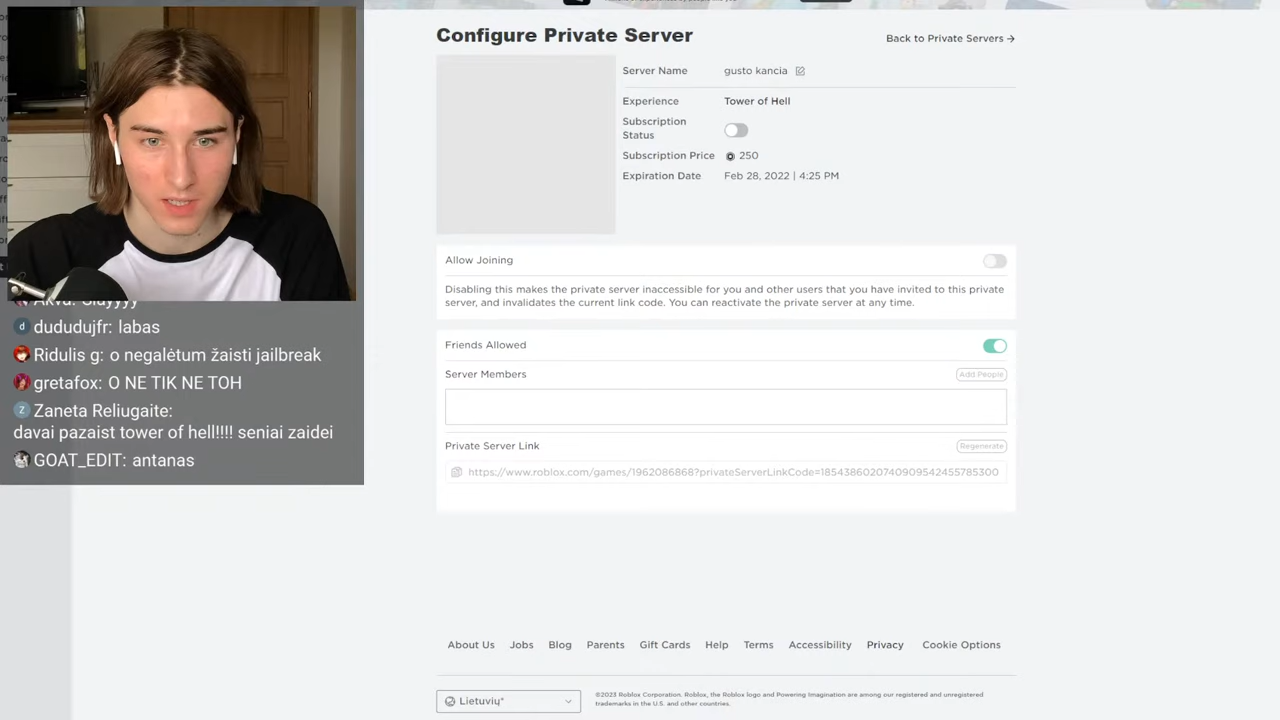 Configure Private Server
Back to Private Servers →
Server Name gusto kancia
Experience Tower of Hell
Subscription
Status
Subscription Price 250
Expiration Date Feb 28, 2022 | 4:25 PM
Allow Joining
Disabling this makes the private server inaccessible for you and other users that you have invited to this private
server, and invalidates the current link code. You can reactivate the private server at any time.
Friends Allowed
Server Members Add People
Private Server Link Regenerate
https://www.roblox.com/games/1962086868?privateServerLinkCode=18543860207409095424557853​00
Akvu: Slayyyy
d dududujfr: labas
Ridulis g: o negalėtum žaisti jailbreak
gretafox: O NE TIK NE TOH
Z Zaneta Reliugaite:
davai pazaist tower of hell!!!! seniai zaidei
GOAT_EDIT: antanas
About Us Jobs Blog Parents Gift Cards Help Terms Accessibility Privacy Cookie Options
Lietuvių*
©2023 Roblox Corporation. Roblox, the Roblox logo and Powering Imagination are among our registered and unregistered
trademarks in the U.S. and other countries.